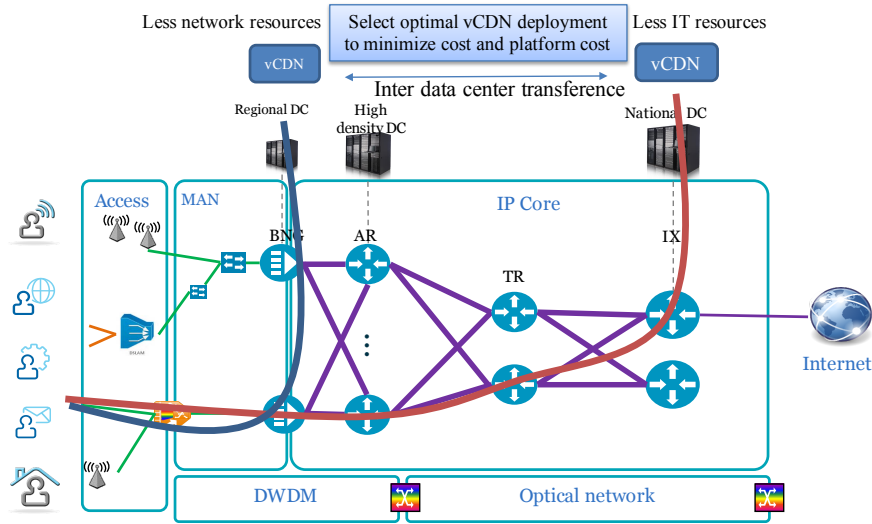 Less network resources
Select optimal vCDN deployment
to minimize cost and platform cost
Less IT resources
vCDN
vCDN
Inter data center transference
Regional DC
High
density DC
National DC
Access
MAN
IP Core
BNG
AR
IX
TR
DSLAM
Internet
DWDM
Optical network